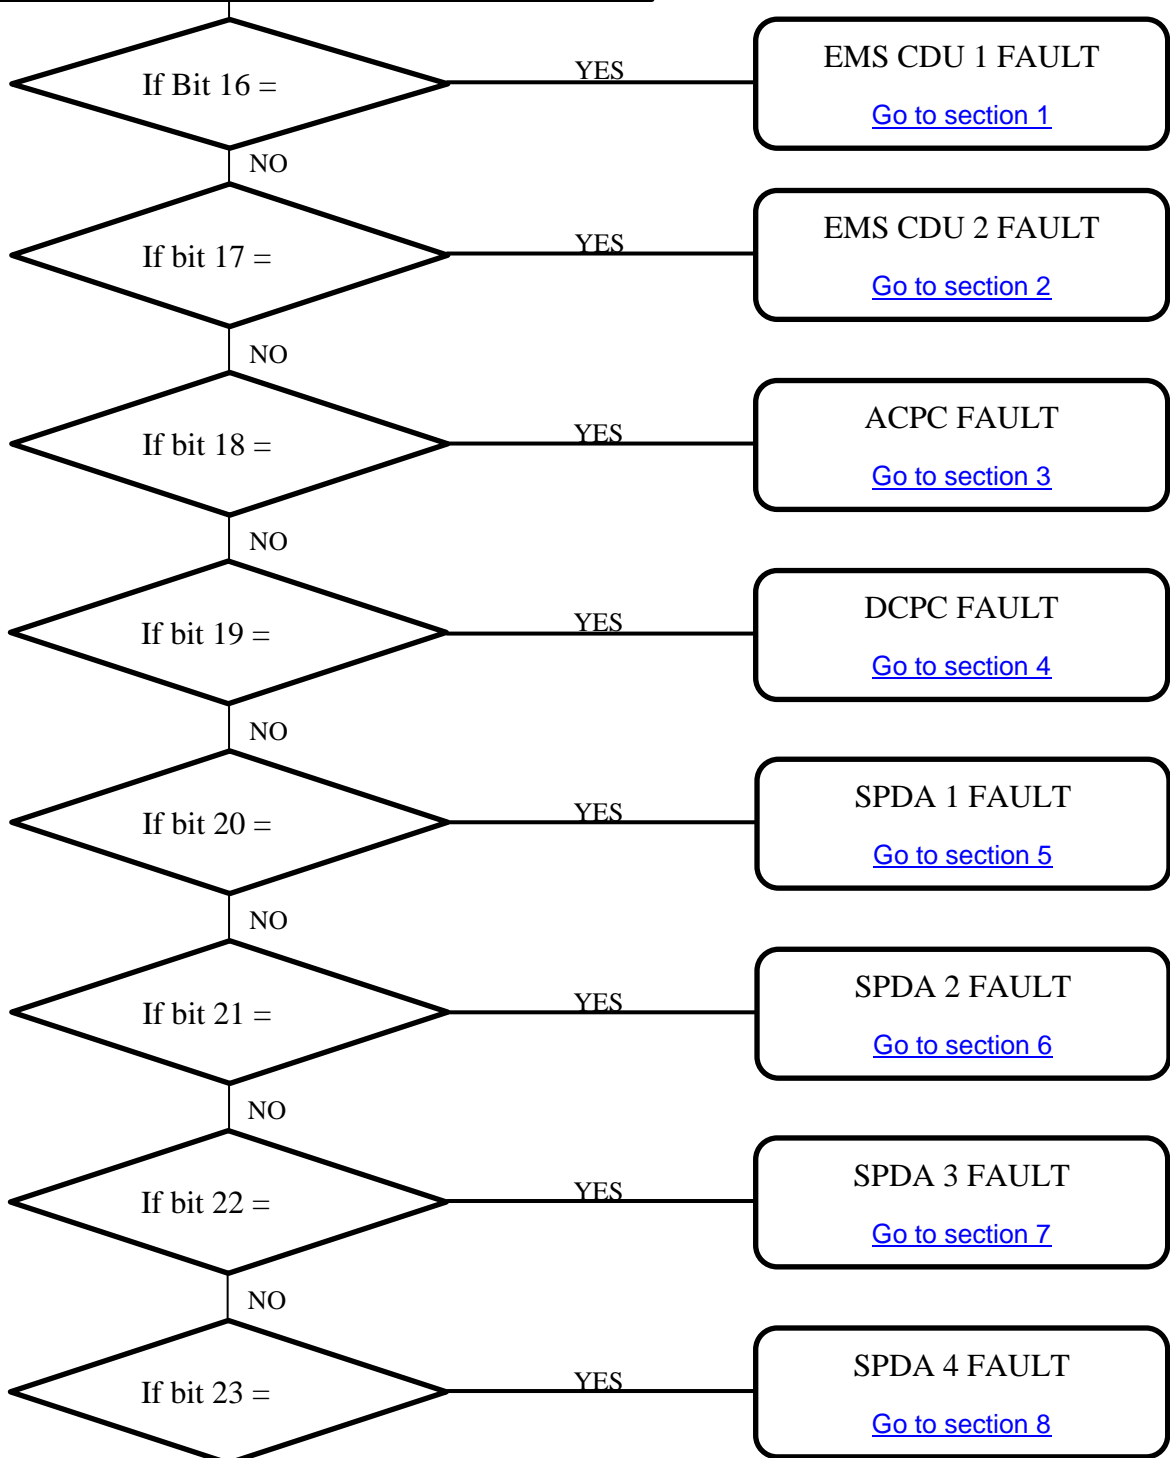 If Bit 16 =
YES
EMS CDU 1 FAULT
Go to section 1
NO
If bit 17 =
YES
EMS CDU 2 FAULT
Go to section 2
NO
If bit 18 =
YES
ACPC FAULT
Go to section 3
NO
If bit 19 =
YES
DCPC FAULT
Go to section 4
NO
If bit 20 =
YES
SPDA 1 FAULT
Go to section 5
NO
If bit 21 =
YES
SPDA 2 FAULT
Go to section 6
NO
If bit 22 =
YES
SPDA 3 FAULT
Go to section 7
NO
If bit 23 =
YES
SPDA 4 FAULT
Go to section 8